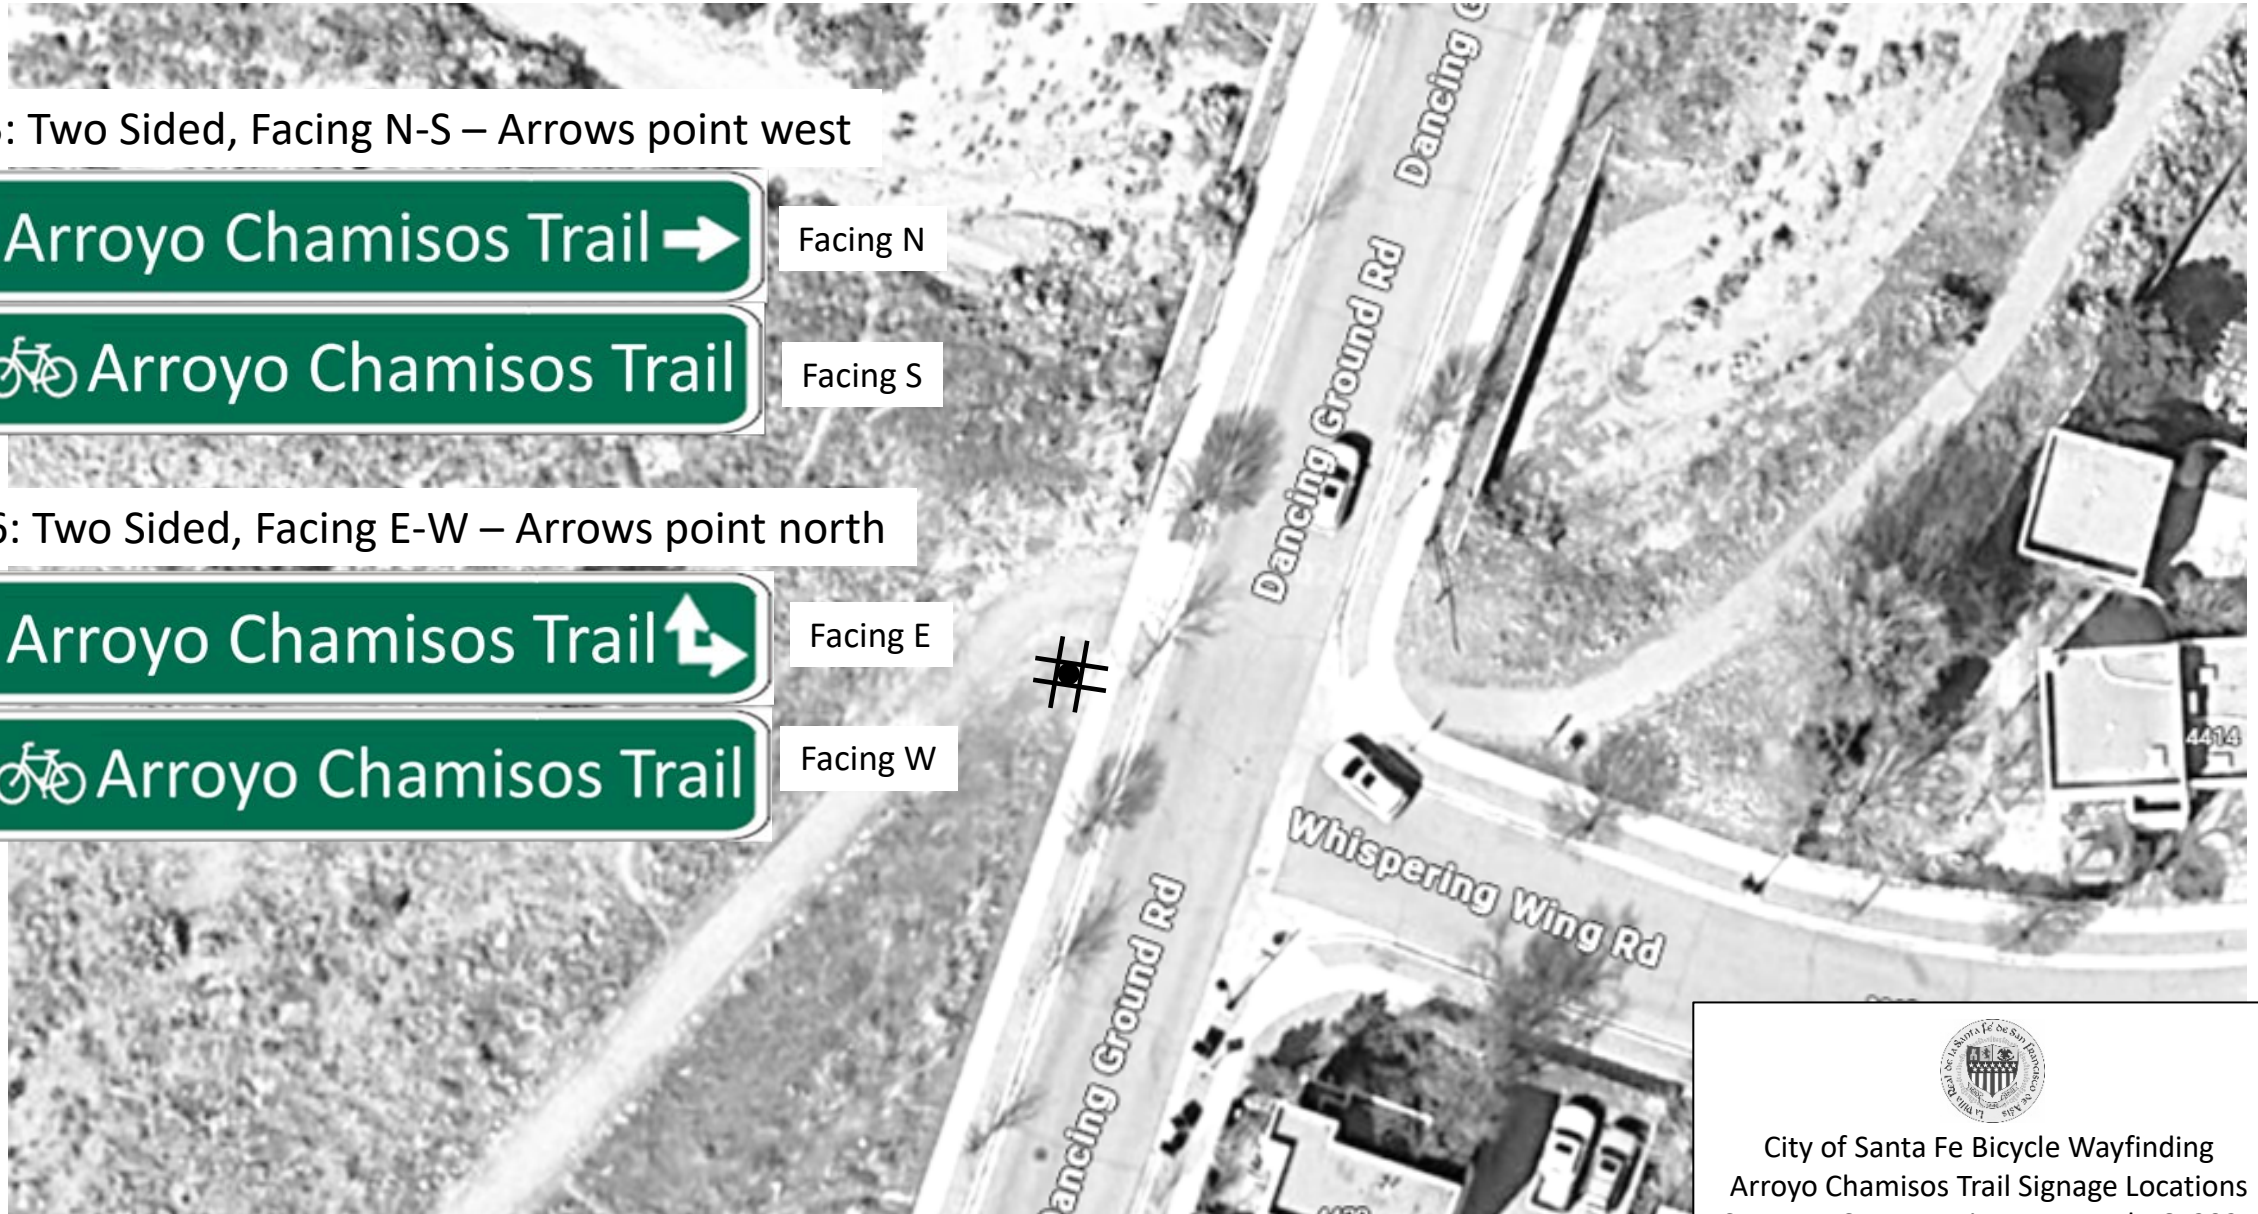 : Two Sided, Facing N-S – Arrows point west
Arroyo Chamisos Trail
Facing N
Arroyo Chamisos Trail
Facing S
6: Two Sided, Facing E-W – Arrows point north
Arroyo Chamisos Trail
Facing E
Arroyo Chamisos Trail
Facing W
Dancing
Dancing Ground Rd
Dancing Ground Rd
Whispering Wing Rd
4414
City of Santa Fe Bicycle Wayfinding
Arroyo Chamisos Trail Signage Locations